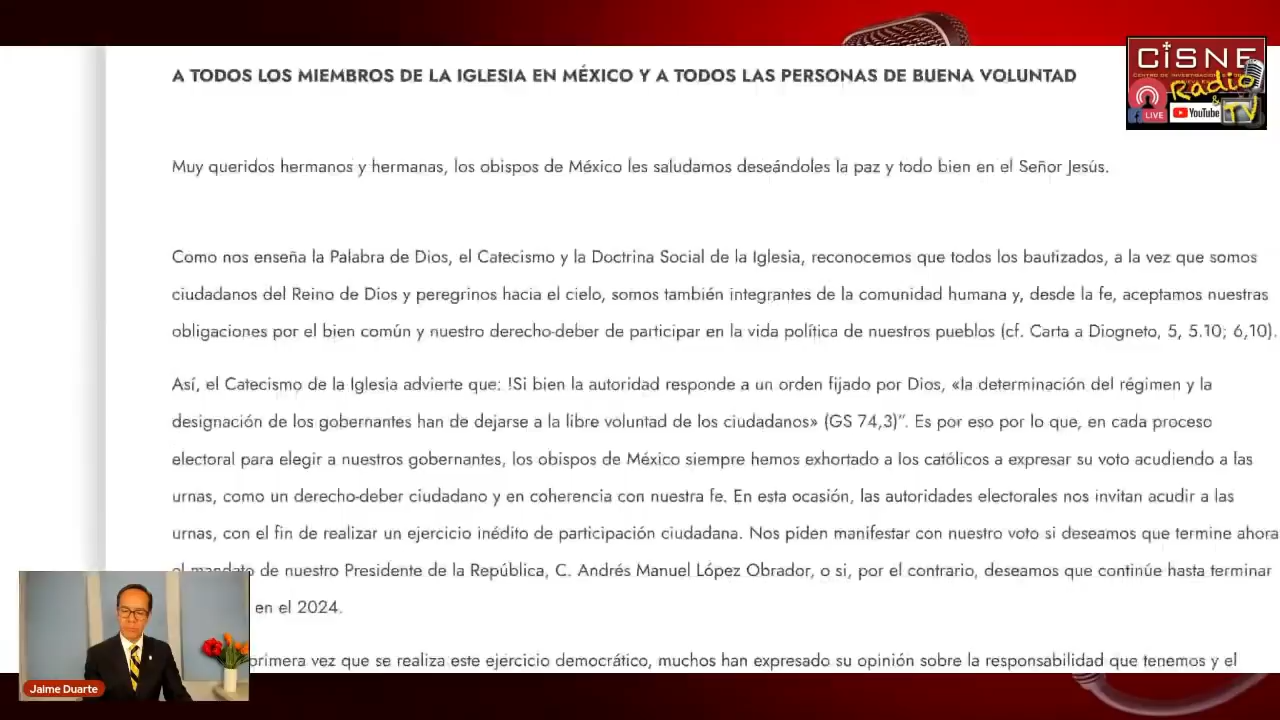 A TODOS LOS MIEMBROS DE LA IGLESIA EN MÉXICO Y A TODOS LAS PERSONAS DE BUENA VOLUNTAD
CiSNE
Radio
& TV
LIVE
YouTube
Muy queridos hermanos y hermanas, los obispos de México les saludamos deseándoles la paz y todo bien en el Señor Jesús.
Como nos enseña la Palabra de Dios, el Catecismo y la Doctrina Social de la Iglesia, reconocemos que todos los bautizados, a la vez que somos
ciudadanos del Reino de Dios y peregrinos hacia el cielo, somos también integrantes de la comunidad humana y, desde la fe, aceptamos nuestras
obligaciones por el bien común y nuestro derecho-deber de participar en la vida política de nuestros pueblos (cf. Carta a Diogneto, 5, 5.10; 6,10).
Así, el Catecismo de la Iglesia advierte que: !Si bien la autoridad responde a un orden fijado por Dios, «la determinación del régimen y la
designación de los gobernantes han de dejarse a la libre voluntad de los ciudadanos» (GS 74,3)”. Es por eso por lo que, en cada proceso
electoral para elegir a nuestros gobernantes, los obispos de México siempre hemos exhortado a los católicos a expresar su voto acudiendo a las
urnas, como un derecho-deber ciudadano y en coherencia con nuestra fe. En esta ocasión, las autoridades electorales nos invitan acudir a las
urnas, con el fin de realizar un ejercicio inédito de participación ciudadana. Nos piden manifestar con nuestro voto si deseamos que termine ahora
el mandato de nuestro Presidente de la República, C. Andrés Manuel López Obrador, o si, por el contrario, deseamos que continúe hasta terminar
en el 2024.
primera vez que se realiza este ejercicio democrático, muchos han expresado su opinión sobre la responsabilidad que tenemos y el
Jaime Duarte